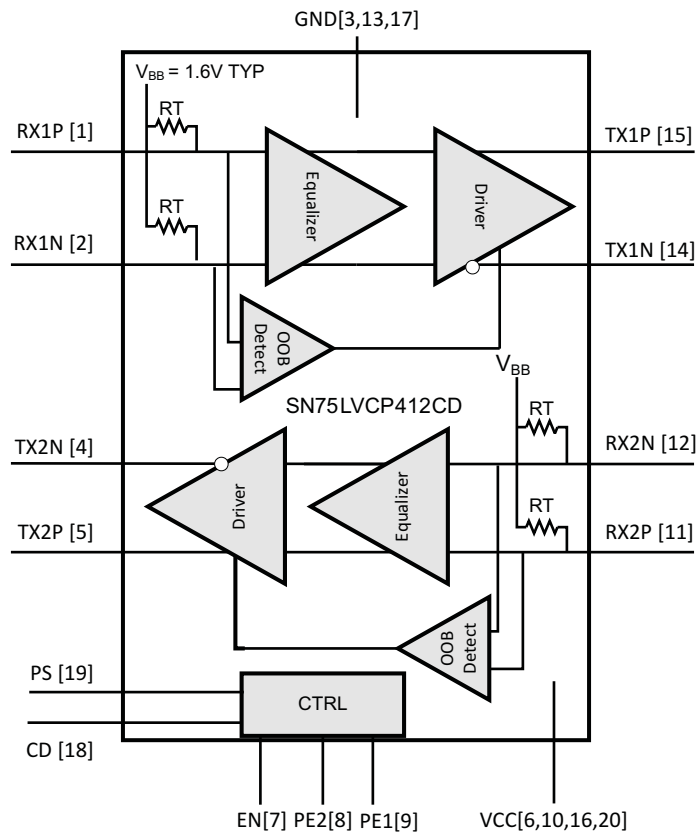 GND[3,13,17]
VBB = 1.6V TYP
RT
RX1P [1]
TX1P [15]
Equalizer
Driver
RT
RX1N [2]
TX1N [14]
OOB
Detect
VBB
SN75LVCP412CD
RT
TX2N [4]
RX2N [12]
Driver
Equalizer
RT
TX2P [5]
RX2P [11]
OOB
Detect
PS [19]
CTRL
CD [18]
EN[7]
PE2[8]
PE1[9]
VCC[6,10,16,20]